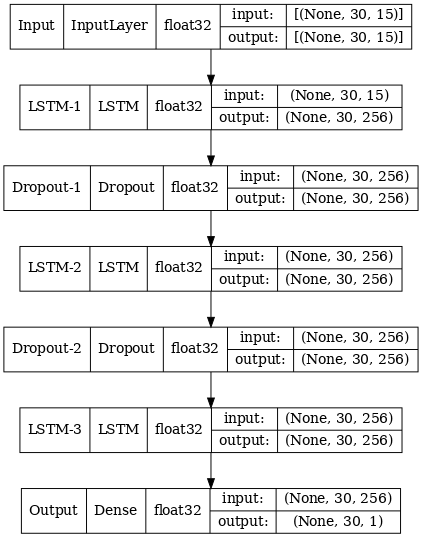 Input InputLayer float32 input: [(None, 30, 15)]
output: [(None, 30, 15)]
LSTM-1 LSTM float32 input: (None, 30, 15)
output: (None, 30, 256)
Dropout-1 Dropout float32 input: (None, 30, 256)
output: (None, 30, 256)
LSTM-2 LSTM float32 input: (None, 30, 256)
output: (None, 30, 256)
Dropout-2 Dropout float32 input: (None, 30, 256)
output: (None, 30, 256)
LSTM-3 LSTM float32 input: (None, 30, 256)
output: (None, 30, 256)
Output Dense float32 input: (None, 30, 256)
output: (None, 30, 1)